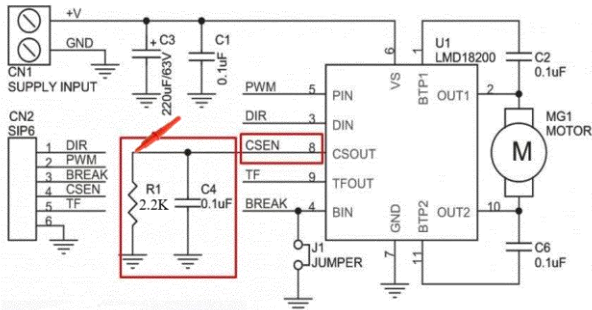 +V
GND
CN1
SUPPLY INPUT
C3
220uF/63V
C1
0.1uF
6
VS
1
BTP1
U1
LMD18200
C2
0.1uF
PWM 5 PIN
OUT1 2
DIR 3 DIN
MG1
MOTOR
M
CSEN 8 CSOUT
TF 9 TFOUT
BREAK 4 BIN
OUT2 10
GND
7
BTP2
11
C6
0.1uF
CN2
SIP6
1 DIR
2 PWM
3 BREAK
4 CSEN
5 TF
6
R1
2.2K
C4
0.1uF
J1
JUMPER